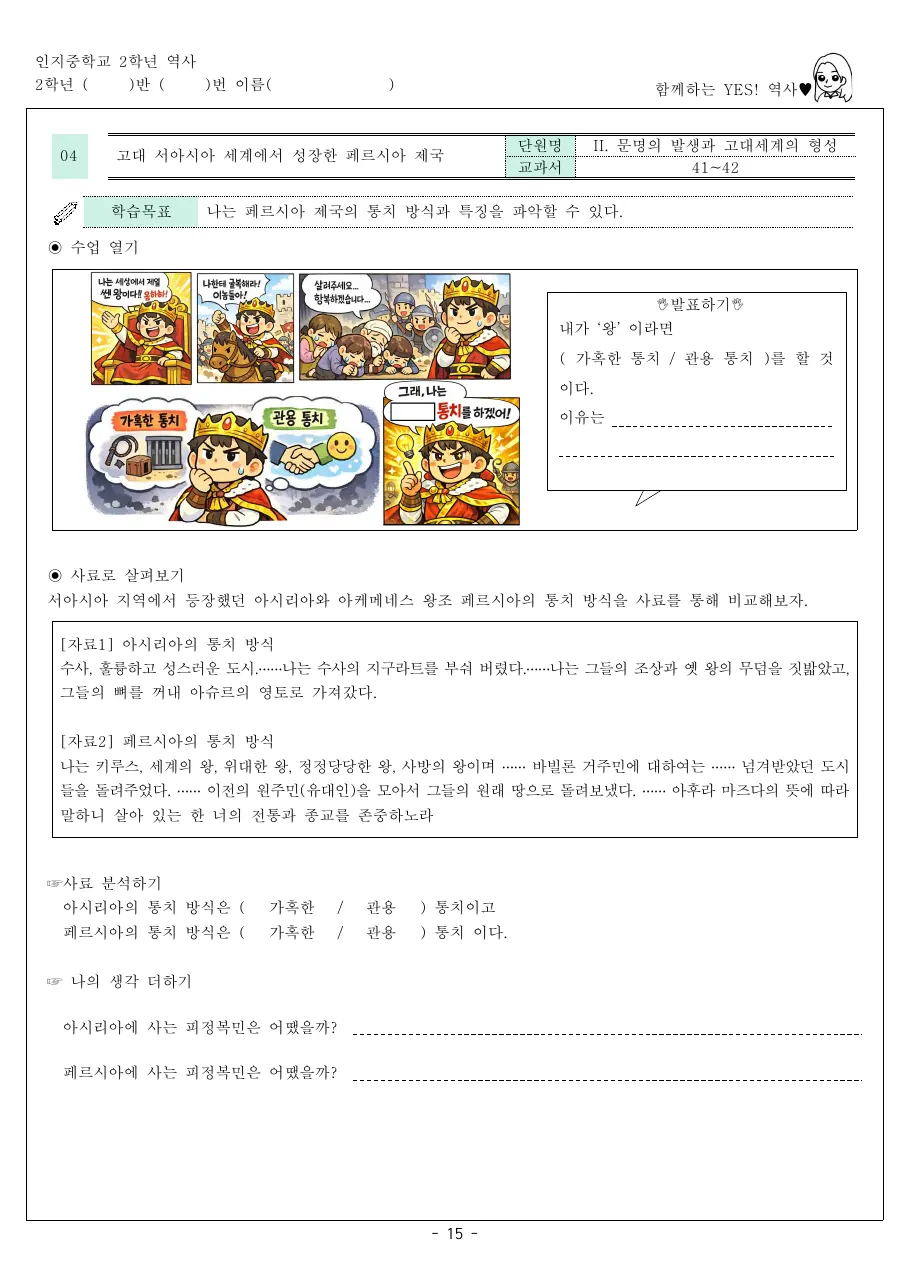 인지중학교 2학년 역사
2학년 (     )반 (     )번 이름(               )
함께하는 YES! 역사♥
04
고대 서아시아 세계에서 성장한 페르시아 제국
단원명
II. 문명의 발생과 고대세계의 형성
교과서
41~42
학습목표
나는 페르시아 제국의 통치 방식과 특징을 파악할 수 있다.
◉ 수업 열기
나는 세상에서 제일
쎈 왕이다!! 음하하!
나한테 굴복해라!
이놈들아!
살려주세요...
항복하겠습니다...
가혹한 통치
관용 통치
그래, 나는
통치를 하겠어!
🖐발표하기🖐
내가 ‘왕’ 이라면
( 가혹한 통치 / 관용 통치 )를 할 것
이다.
이유는
◉ 사료로 살펴보기
서아시아 지역에서 등장했던 아시리아와 아케메네스 왕조 페르시아의 통치 방식을 사료를 통해 비교해보자.
[자료1] 아시리아의 통치 방식
수사, 훌륭하고 성스러운 도시.……나는 수사의 지구라트를 부숴 버렸다.……나는 그들의 조상과 옛 왕의 무덤을 짓밟았고,
그들의 뼈를 꺼내 아슈르의 영토로 가져갔다.
[자료2] 페르시아의 통치 방식
나는 키루스, 세계의 왕, 위대한 왕, 정정당당한 왕, 사방의 왕이며 …… 바빌론 거주민에 대하여는 …… 넘겨받았던 도시
들을 돌려주었다. …… 이전의 원주민(유대인)을 모아서 그들의 원래 땅으로 돌려보냈다. …… 아후라 마즈다의 뜻에 따라
말하니 살아 있는 한 너의 전통과 종교를 존중하노라
☞사료 분석하기
아시리아의 통치 방식은 (   가혹한   /   관용   ) 통치이고
페르시아의 통치 방식은 (   가혹한   /   관용   ) 통치 이다.
☞ 나의 생각 더하기
아시리아에 사는 피정복민은 어땠을까?
페르시아에 사는 피정복민은 어땠을까?
- 15 -